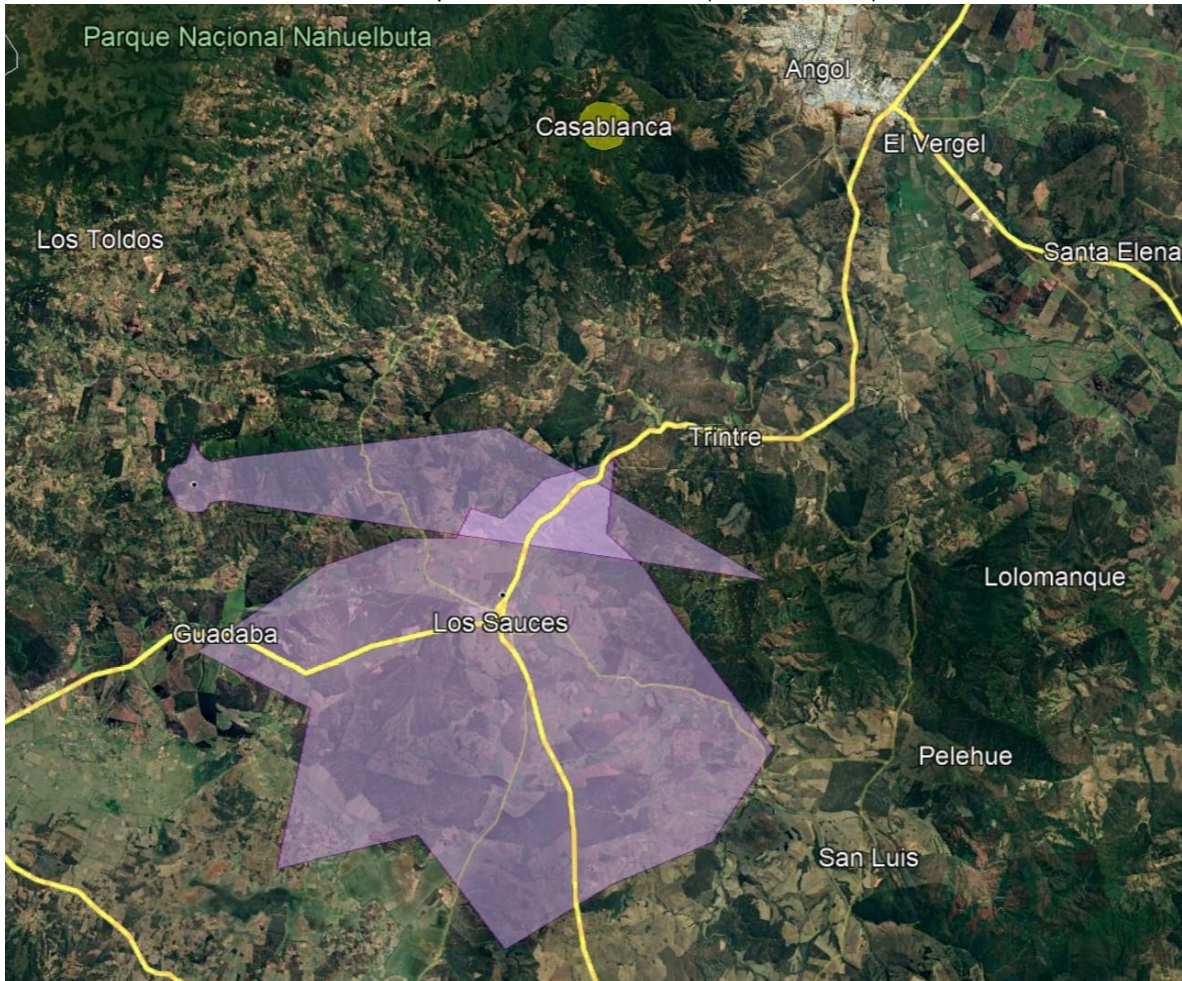 Parque Nacional Nahuelbuta
Angol
Casablanca
El Vergel
Los Toldos
Santa Elena
Trintre
Lolomanque
Los Sauces
Guadaba
Pelehue
San Luis